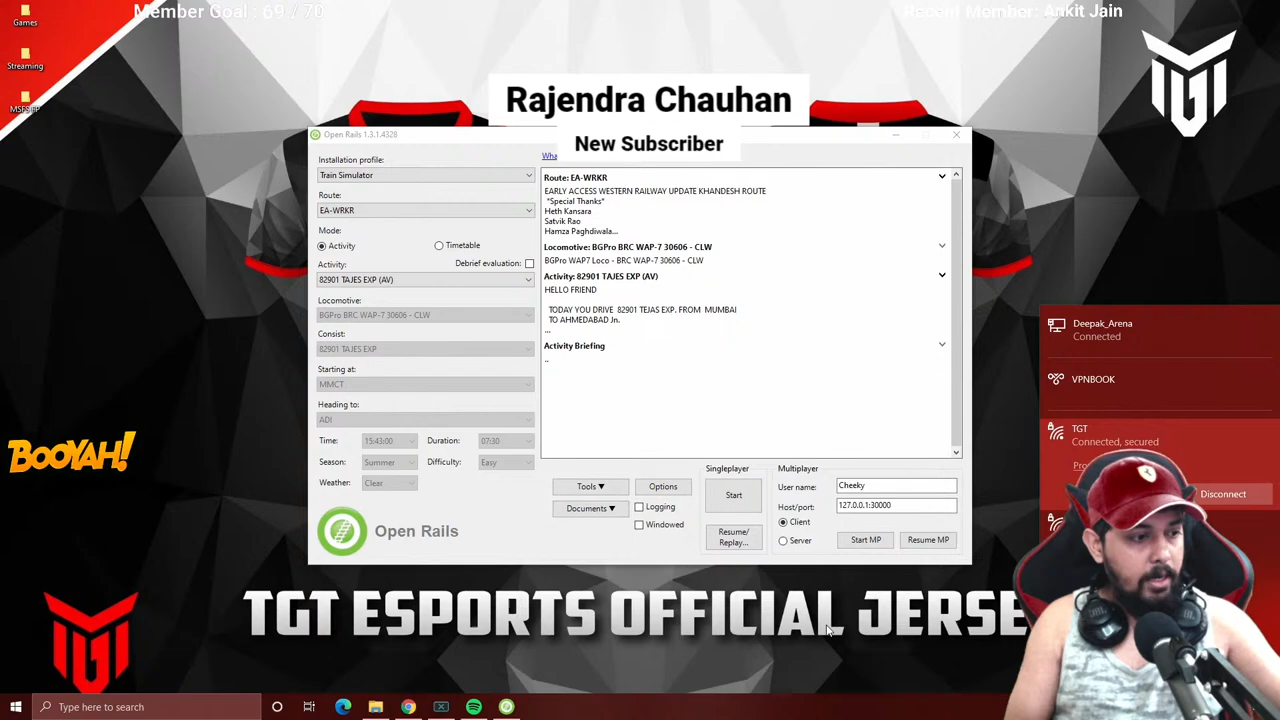 Games
Streaming
MSFS FP
Member Goal : 69 / 70
Recent Member: Ankit Jain
TGT
Rajendra Chauhan
New Subscriber
Open Rails 1.3.1.4328
Installation profile:
Train Simulator
Route:
EA-WRKR
Mode:
Activity
Timetable
Activity:
Debrief evaluation:
82901 TAJES EXP (AV)
Locomotive:
BGPro BRC WAP-7 30606 - CLW
Consist:
82901 TAJES EXP
Starting at:
MMCT
Heading to:
ADI
Time:
15:43:00
Duration:
07:30
Season:
Summer
Difficulty:
Easy
Weather:
Clear
Open Rails
Wha
Route: EA-WRKR
EARLY ACCESS WESTERN RAILWAY UPDATE KHANDESH ROUTE
*Special Thanks*
Heth Kansara
Satvik Rao
Hamza Paghdiwala...
Locomotive: BGPro BRC WAP-7 30606 - CLW
BGPro WAP7 Loco - BRC WAP-7 30606 - CLW
Activity: 82901 TAJES EXP (AV)
HELLO FRIEND
TODAY YOU DRIVE 82901 TEJAS EXP. FROM MUMBAI
TO AHMEDABAD Jn.
...
Activity Briefing
..
Tools ▼
Options
Documents ▼
Logging
Windowed
Singleplayer
Start
Resume/
Replay...
Multiplayer
User name:
Cheeky
Host/port:
127.0.0.1:30000
Client
Server
Start MP
Resume MP
Deepak_Arena
Connected
VPNBOOK
TGT
Connected, secured
Disconnect
BOOYAH!
TGT ESPORTS OFFICIAL JERSE
TGT
Type here to search